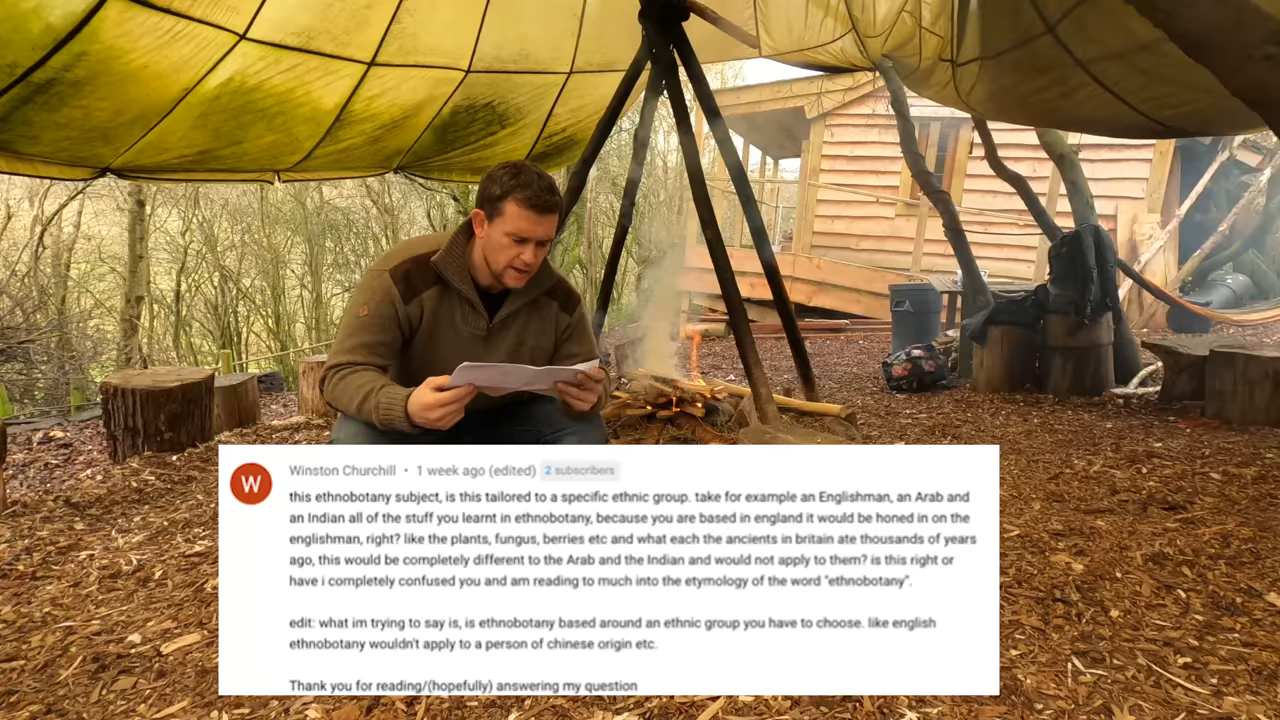 W
Winston Churchill • 1 week ago (edited) 2 subscribers
this ethnobotany subject, is this tailored to a specific ethnic group. take for example an Englishman, an Arab and
an Indian all of the stuff you learnt in ethnobotany, because you are based in england it would be honed in on the
englishman, right? like the plants, fungus, berries etc and what each the ancients in britain ate thousands of years
ago, this would be completely different to the Arab and the Indian and would not apply to them? is this right or
have i completely confused you and am reading to much into the etymology of the word "ethnobotany".
edit: what im trying to say is, is ethnobotany based around an ethnic group you have to choose. like english
ethnobotany wouldn't apply to a person of chinese origin etc.
Thank you for reading/(hopefully) answering my question